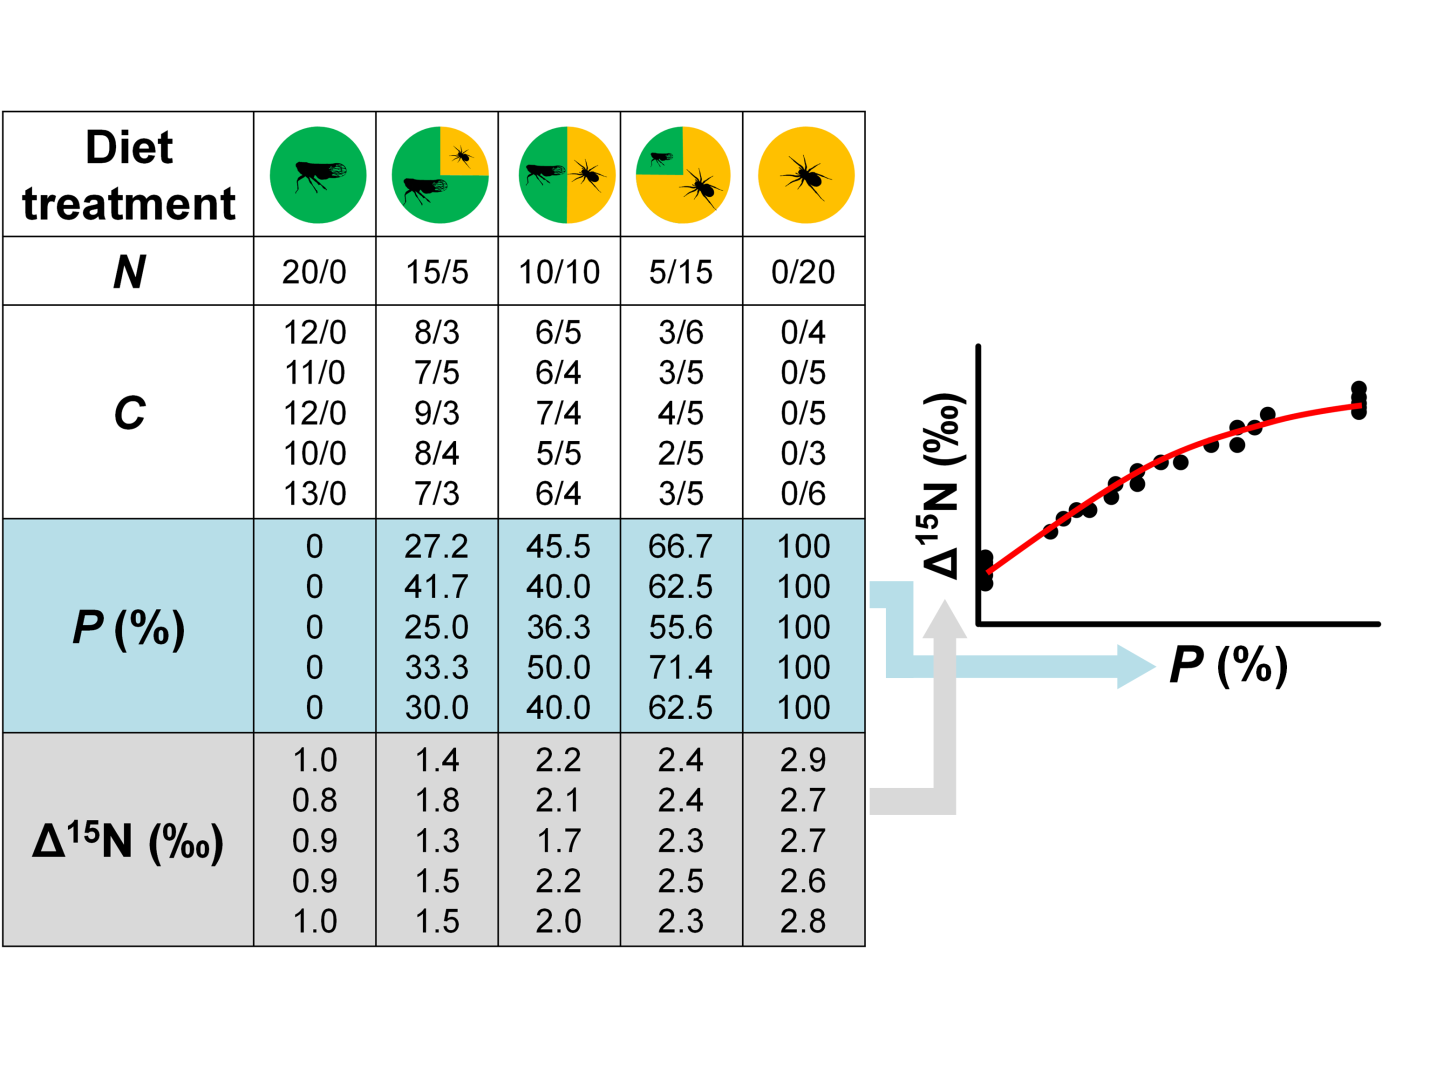 Diet
treatment
N
20/0 15/5 10/10 5/15 0/20
C
12/0 8/3 6/5 3/6 0/4
11/0 7/5 6/4 3/5 0/5
12/0 9/3 7/4 4/5 0/5
10/0 8/4 5/5 2/5 0/3
13/0 7/3 6/4 3/5 0/6
P (%)
0 27.2 45.5 66.7 100
0 41.7 40.0 62.5 100
0 25.0 36.3 55.6 100
0 33.3 50.0 71.4 100
0 30.0 40.0 62.5 100
Δ¹⁵N (‰)
1.0 1.4 2.2 2.4 2.9
0.8 1.8 2.1 2.4 2.7
0.9 1.3 1.7 2.3 2.7
0.9 1.5 2.2 2.5 2.6
1.0 1.5 2.0 2.3 2.8
Δ¹⁵N (‰)
P (%)